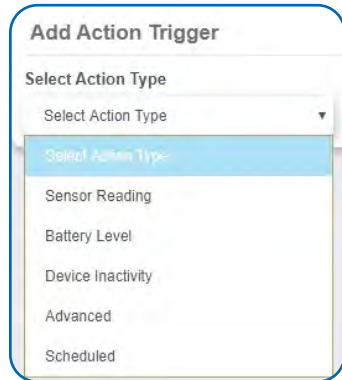 Add Action Trigger
Select Action Type
Select Action Type
Select Action Type
Sensor Reading
Battery Level
Device Inactivity
Advanced
Scheduled